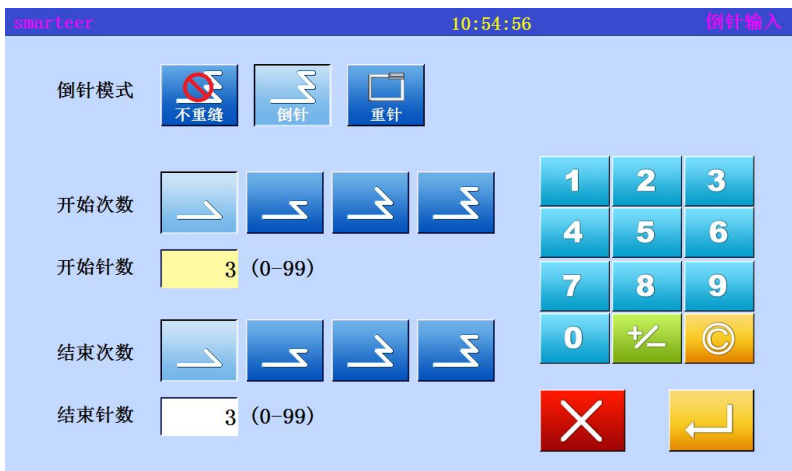 smarteer 10:54:56 倒针输入
倒针模式 不重缝 倒针 重针
开始次数
开始针数 3 (0-99)
结束次数
结束针数 3 (0-99)
1 2 3
4 5 6
7 8 9
0 +/- ©